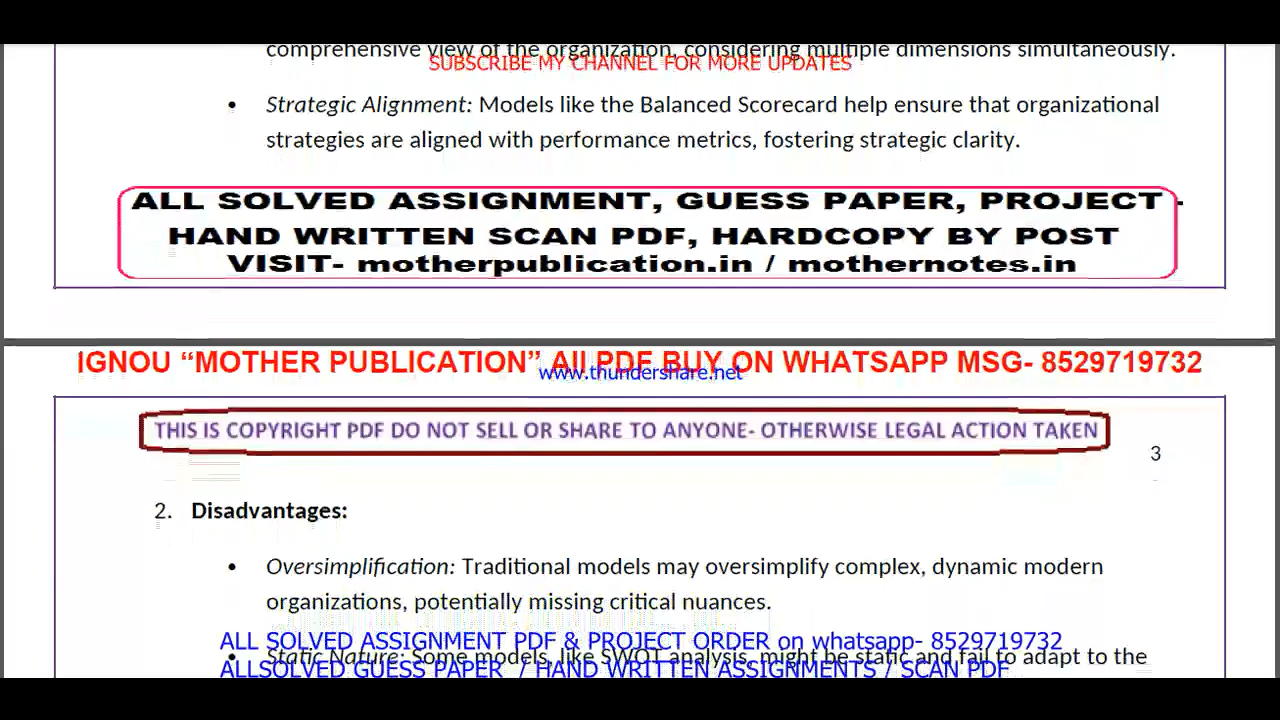 comprehensive view of the organization, considering multiple dimensions simultaneously.
SUBSCRIBE MY CHANNEL FOR MORE UPDATES
• Strategic Alignment: Models like the Balanced Scorecard help ensure that organizational
strategies are aligned with performance metrics, fostering strategic clarity.
ALL SOLVED ASSIGNMENT, GUESS PAPER, PROJECT -
HAND WRITTEN SCAN PDF, HARDCOPY BY POST
VISIT- motherpublication.in / mothernotes.in
IGNOU “MOTHER PUBLICATION” All PDF BUY ON WHATSAPP MSG- 8529719732
www.thundershare.net
THIS IS COPYRIGHT PDF DO NOT SELL OR SHARE TO ANYONE- OTHERWISE LEGAL ACTION TAKEN
3
2. Disadvantages:
• Oversimplification: Traditional models may oversimplify complex, dynamic modern
organizations, potentially missing critical nuances.
ALL SOLVED ASSIGNMENT PDF & PROJECT ORDER on whatsapp- 8529719732
• Static Nature: Some models, like SWOT analysis, might be static and fail to adapt to the
ALLSOLVED GUESS PAPER / HAND WRITTEN ASSIGNMENTS / SCAN PDF